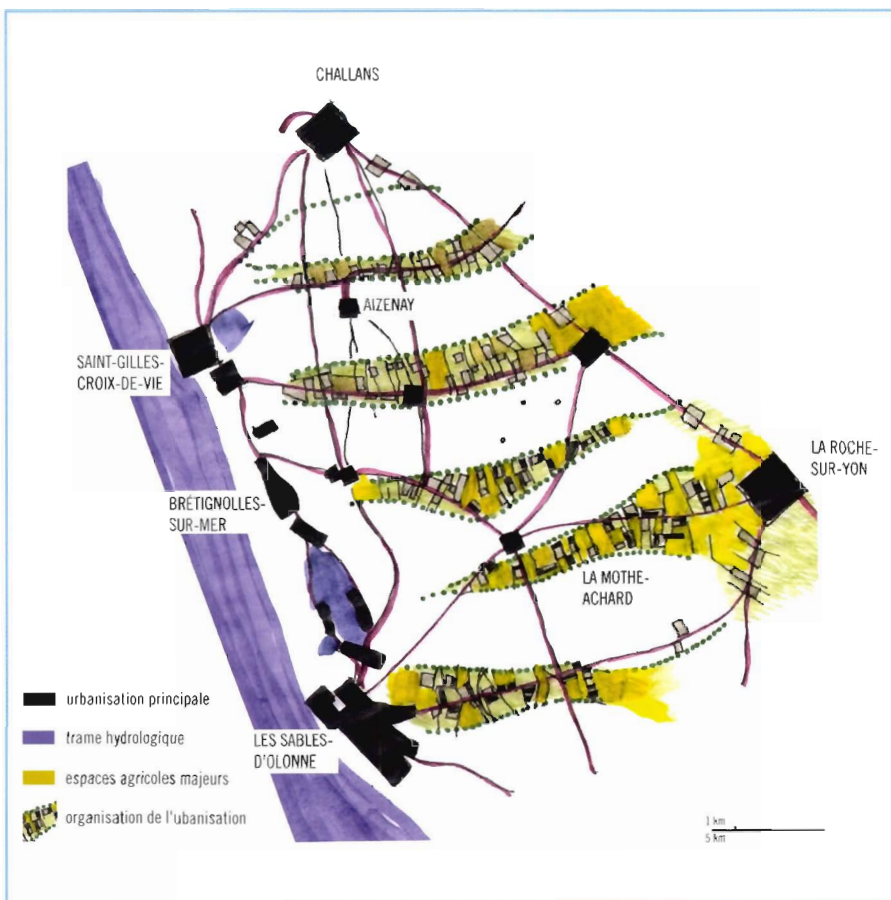 CHALLANS
AIZENAY
SAINT-GILLES-
CROIX-DE-VIE
LA ROCHE-
SUR-YON
BRÉTIGNOLLES-
SUR-MER
LA MOTHE-
ACHARD
LES SABLES-
D'OLONNE
urbanisation principale
trame hydrologique
espaces agricoles majeurs
organisation de l'ubanisation
1 km
5 km